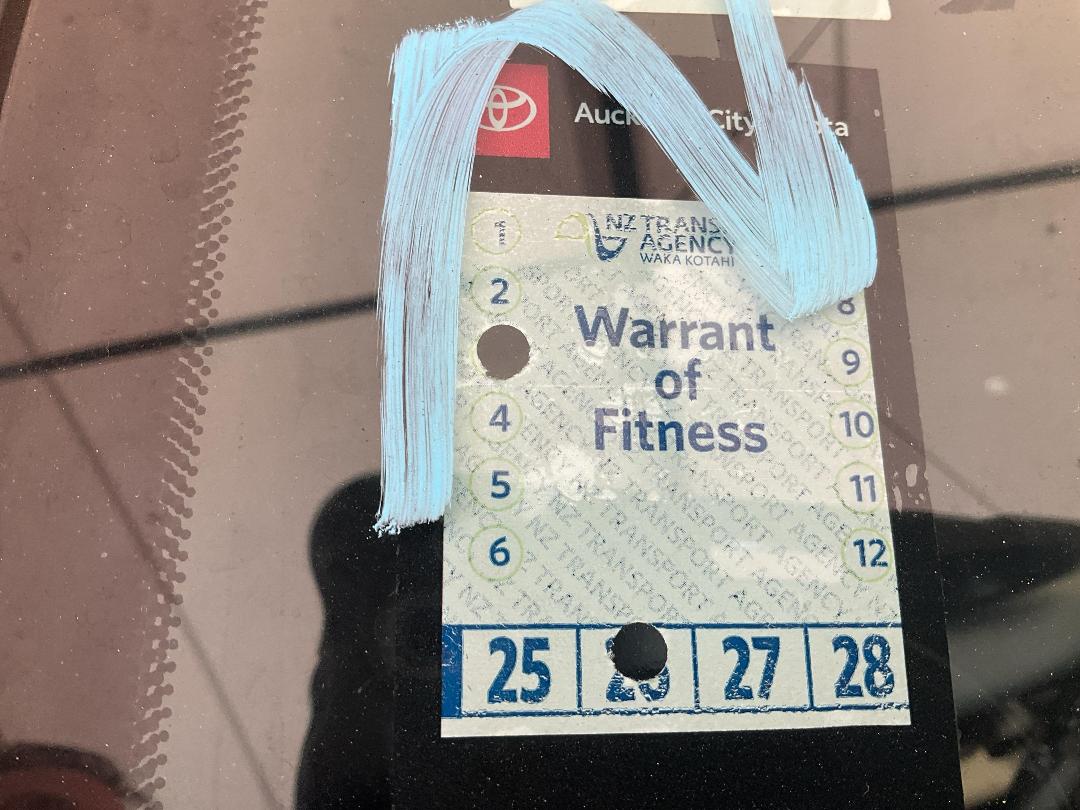 NZ TRANS
AGENCY
WAKA KOTAHI
2
8
Warrant
of
Fitness
9
4
10
5
11
6
12
25
27
28